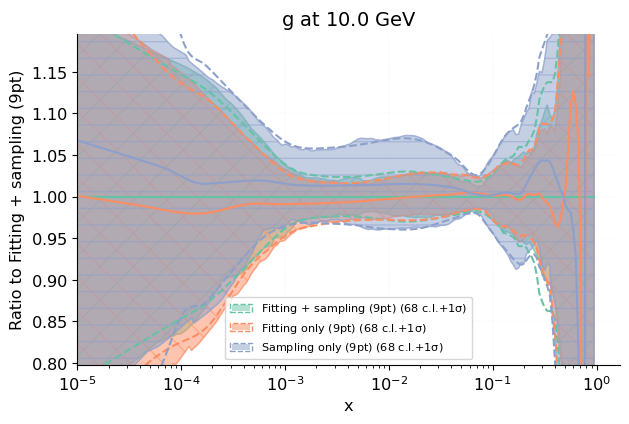 g at 10.0 GeV
Ratio to Fitting + sampling (9pt)
1.15
1.10
1.05
1.00
0.95
0.90
0.85
0.80
Fitting + sampling (9pt) (68 c.l.+1σ)
Fitting only (9pt) (68 c.l.+1σ)
Sampling only (9pt) (68 c.l.+1σ)
10⁻⁵ 10⁻⁴ 10⁻³ 10⁻² 10⁻¹ 10⁰
x